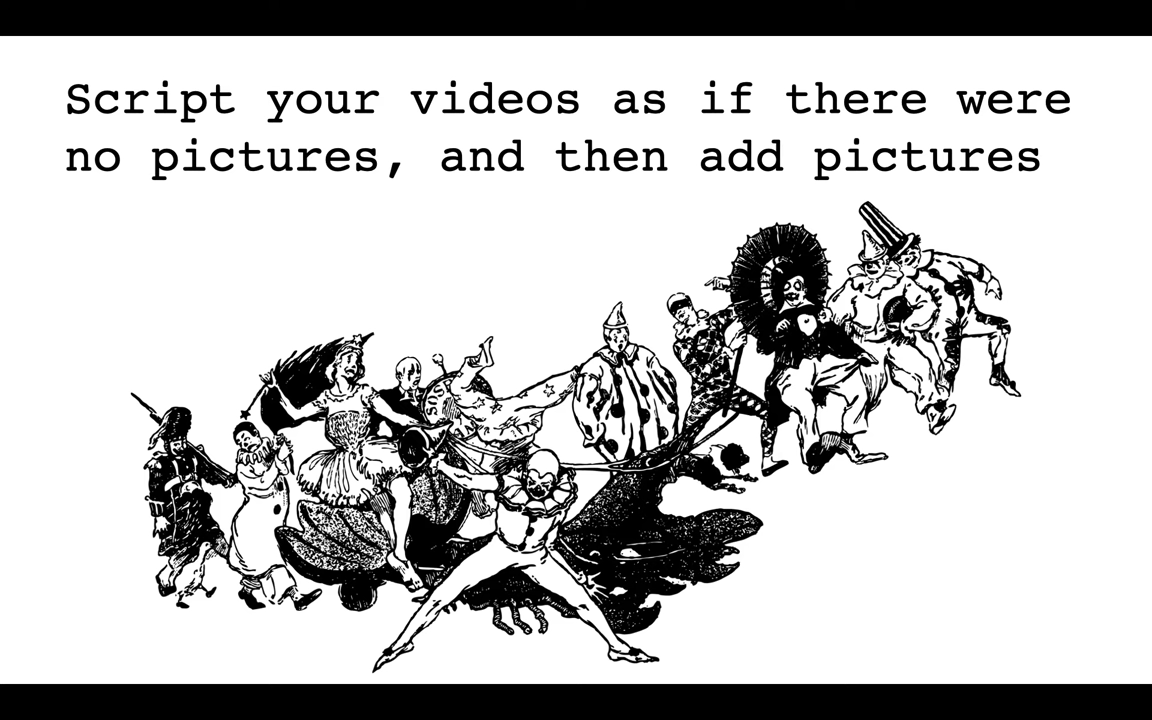 Script your videos as if there were
no pictures, and then add pictures